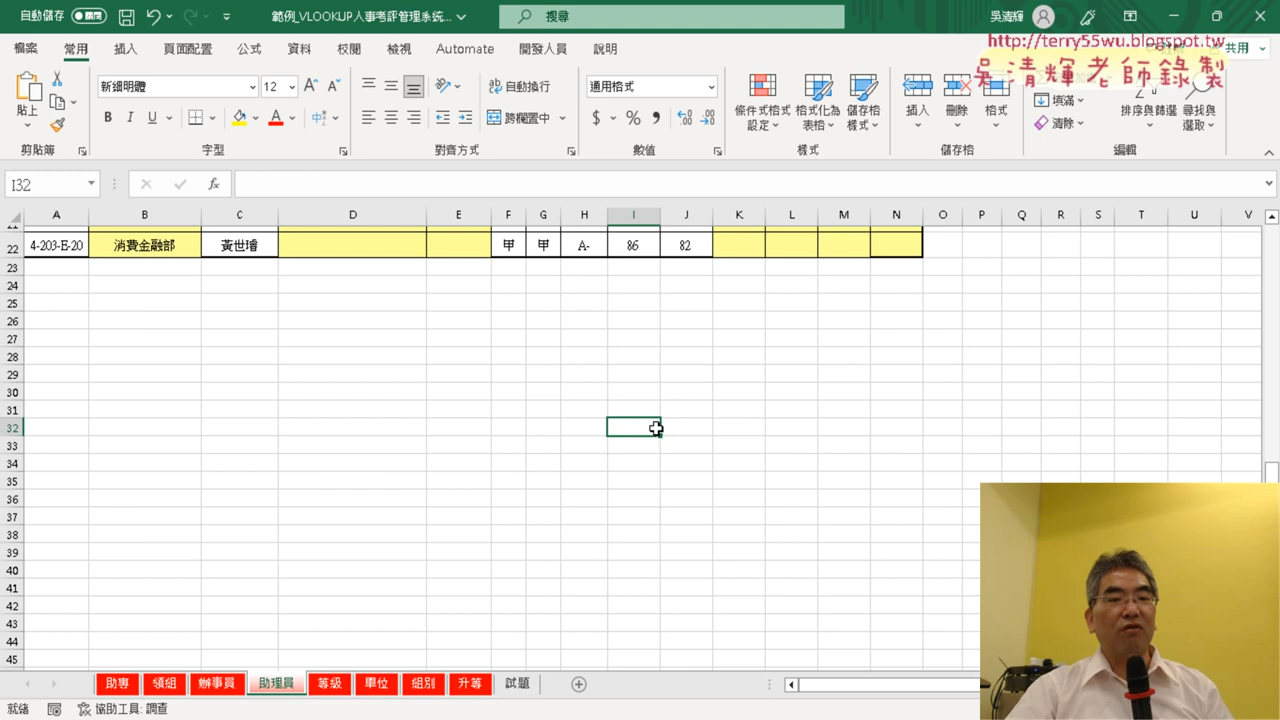 自動儲存
範例_VLOOKUP人事考評管理系統...
搜尋
吳清輝
http://terry55wu.blogspot.tw
吳清輝老師錄製
檔案 常用 插入 頁面配置 公式 資料 校閱 檢視 Automate 開發人員 說明
共用
貼上
新細明體 12
自動換行
跨欄置中
通用格式
條件式格式設定
格式化為表格
儲存格樣式
插入 刪除 格式
填滿
清除
排序與篩選
尋找與選取
剪貼簿 字型 對齊方式 數值 樣式 儲存格 編輯
I32
A B C D E F G H I J K L M N O P Q R S T U V
22 4-203-E-20 消費金融部 黃世璿 甲 甲 A- 86 82
23
24
25
26
27
28
29
30
31
32
33
34
35
36
37
38
39
40
41
42
43
44
45
助專 領組 辦事員 助理員 等級 單位 組別 升等 試題
就緒 協助工具: 調查